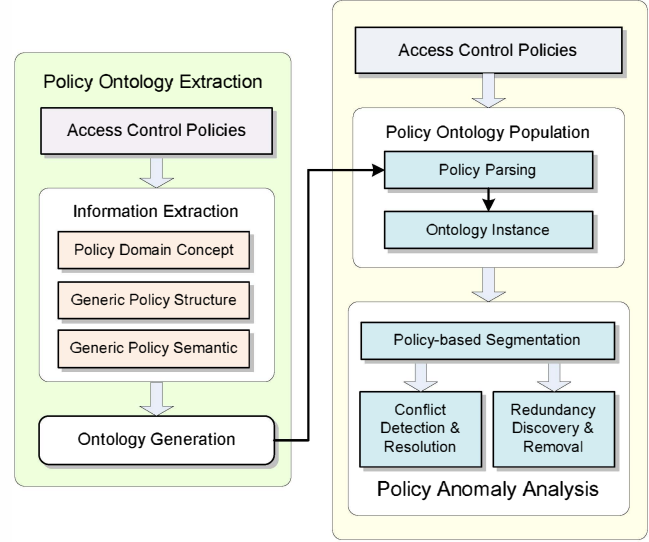 Policy Ontology Extraction
Access Control Policies
Information Extraction
Policy Domain Concept
Generic Policy Structure
Generic Policy Semantic
Ontology Generation
Access Control Policies
Policy Ontology Population
Policy Parsing
Ontology Instance
Policy-based Segmentation
Conflict
Detection &
Resolution
Redundancy
Discovery &
Removal
Policy Anomaly Analysis